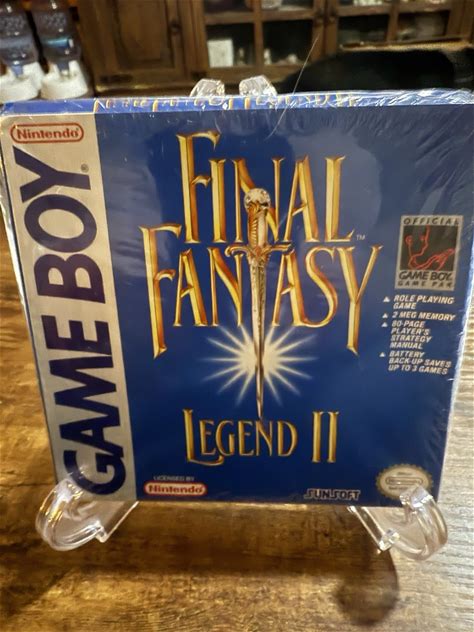 Nintendo
GAME BOY
FINAL
FANTASY™
LEGEND II
OFFICIAL
GAME BOY
GAME PAK
ROLE PLAYING
GAME
2 MEG MEMORY
80-PAGE
PLAYER'S
STRATEGY
MANUAL
BATTERY
BACK-UP SAVES
UP TO 3 GAMES
LICENSED BY
Nintendo
SUNSOFT